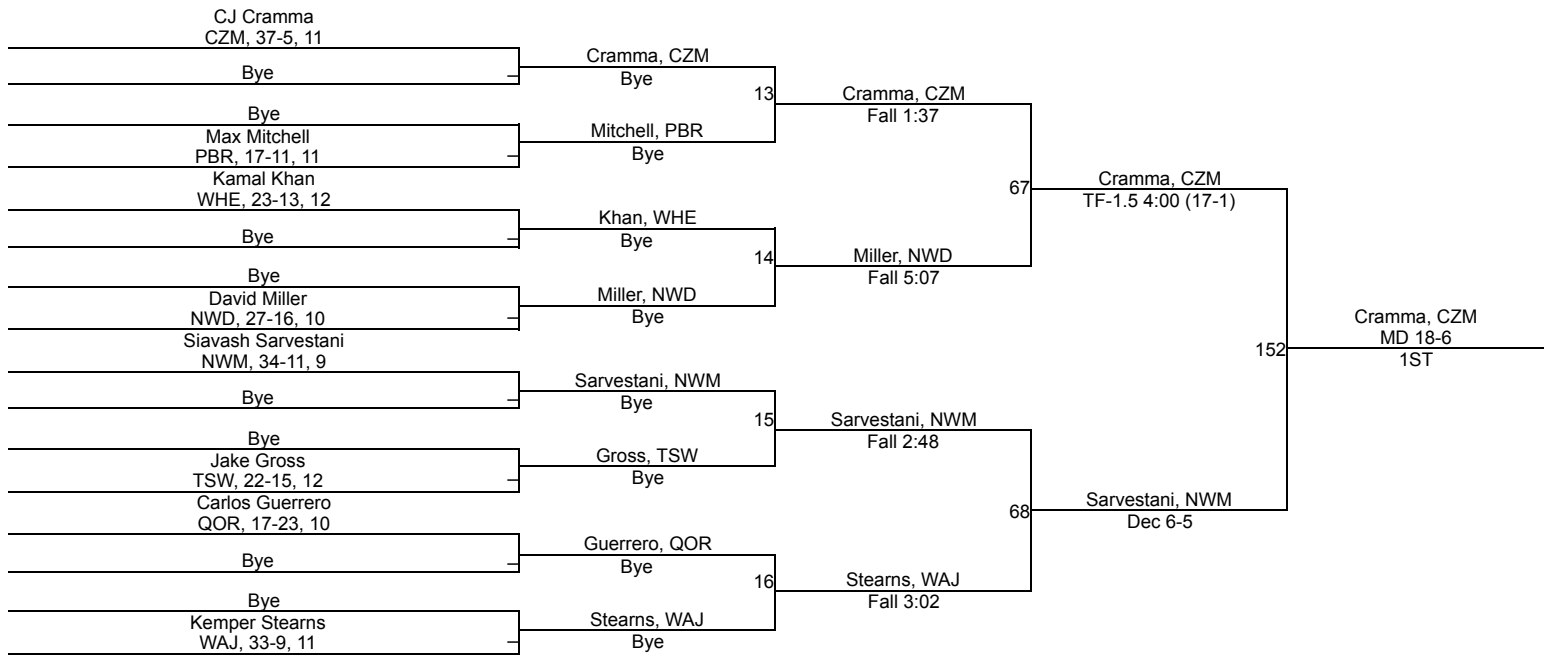 CJ Cramma
CZM, 37-5, 11
Bye
Bye
Max Mitchell
PBR, 17-11, 11
Kamal Khan
WHE, 23-13, 12
Bye
Bye
David Miller
NWD, 27-16, 10
Siavash Sarvestani
NWM, 34-11, 9
Bye
Bye
Jake Gross
TSW, 22-15, 12
Carlos Guerrero
QOR, 17-23, 10
Bye
Bye
Kemper Stearns
WAJ, 33-9, 11
Cramma, CZM
Bye
13
Mitchell, PBR
Bye
Khan, WHE
Bye
14
Miller, NWD
Bye
Sarvestani, NWM
Bye
15
Gross, TSW
Bye
Guerrero, QOR
Bye
16
Stearns, WAJ
Bye
Cramma, CZM
Fall 1:37
67
Miller, NWD
Fall 5:07
Sarvestani, NWM
Fall 2:48
68
Stearns, WAJ
Fall 3:02
Cramma, CZM
TF-1.5 4:00 (17-1)
152
Sarvestani, NWM
Dec 6-5
Cramma, CZM
MD 18-6
1ST